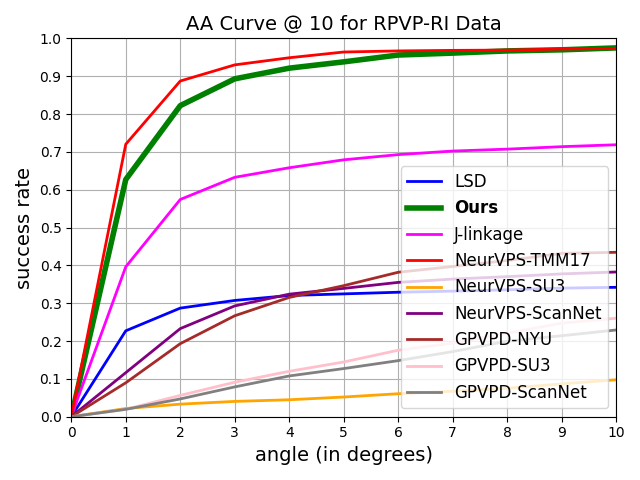 AA Curve @ 10 for RPVP-RI Data
success rate
1.0
0.9
0.8
0.7
0.6
0.5
0.4
0.3
0.2
0.1
0.0
LSD
Ours
J-linkage
NeurVPS-TMM17
NeurVPS-SU3
NeurVPS-ScanNet
GPVPD-NYU
GPVPD-SU3
GPVPD-ScanNet
0 1 2 3 4 5 6 7 8 9 10
angle (in degrees)